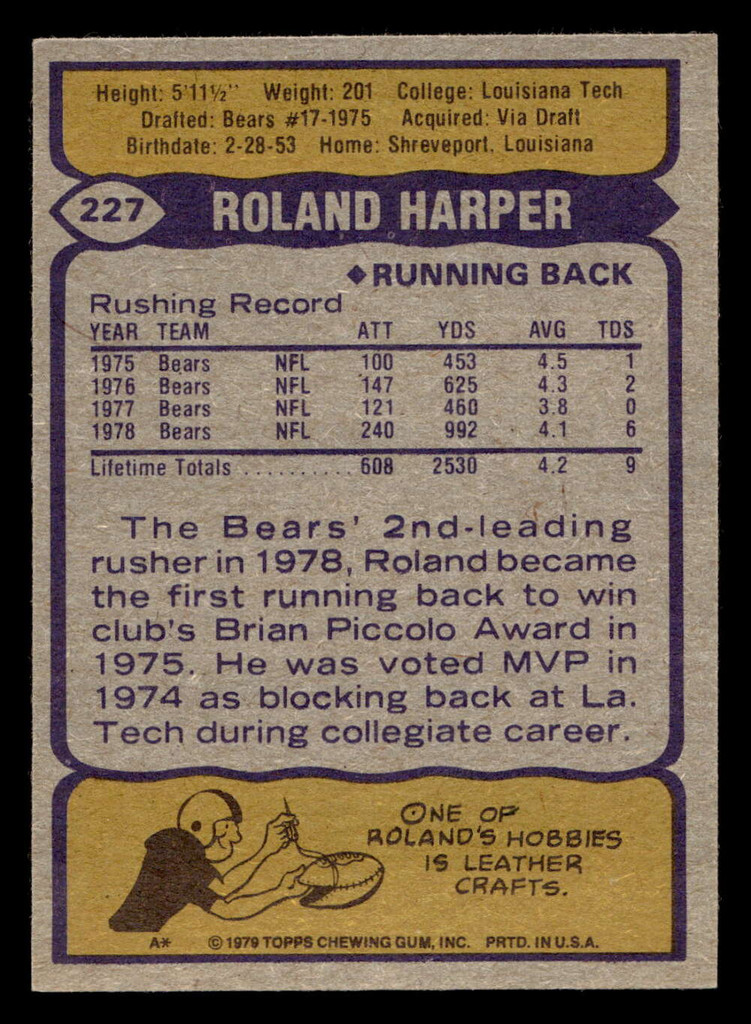 Height: 5'11½" Weight: 201 College: Louisiana Tech
Drafted: Bears #17-1975 Acquired: Via Draft
Birthdate: 2-28-53 Home: Shreveport, Louisiana
227 ROLAND HARPER
◆RUNNING BACK
Rushing Record
YEAR TEAM ATT YDS AVG TDS
1975 Bears NFL 100 453 4.5 1
1976 Bears NFL 147 625 4.3 2
1977 Bears NFL 121 460 3.8 0
1978 Bears NFL 240 992 4.1 6
Lifetime Totals .......... 608 2530 4.2 9
The Bears' 2nd-leading
rusher in 1978, Roland became
the first running back to win
club's Brian Piccolo Award in
1975. He was voted MVP in
1974 as blocking back at La.
Tech during collegiate career.
ONE OF
ROLAND'S HOBBIES
IS LEATHER
CRAFTS.
A* © 1979 TOPPS CHEWING GUM, INC. PRTD. IN U.S.A.